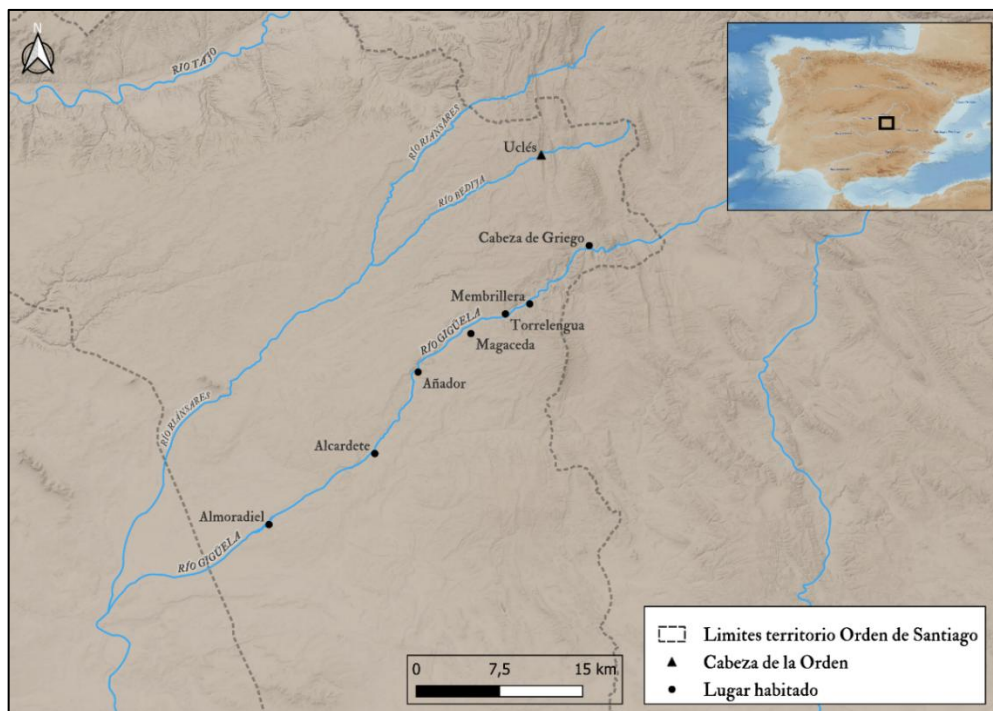 N
RÍO TAJO
RÍO RIÁNSARES
Uclés
RÍO BEDIJA
Cabeza de Griego
Membrillera
RÍO GIGÜELA
Torrelengua
Magaceda
Añador
RÍO RIÁNSARES
Alcardete
Almoradiel
RÍO GIGÜELA
0 7,5 15 km
Limites territorio Orden de Santiago
Cabeza de la Orden
Lugar habitado